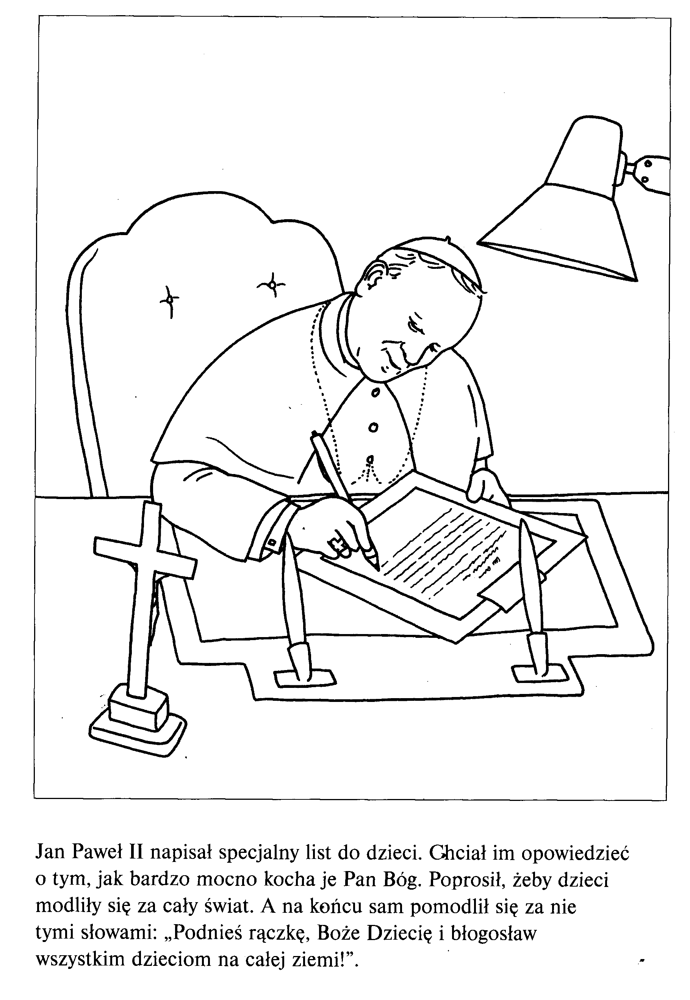 Jan Paweł II napisał specjalny list do dzieci. Chciał im opowiedzieć
o tym, jak bardzo mocno kocha je Pan Bóg. Poprosił, żeby dzieci
modliły się za cały świat. A na końcu sam pomodlił się za nie
tymi słowami: „Podnieś rączkę, Boże Dziecię i błogosław
wszystkim dzieciom na całej ziemi!”.